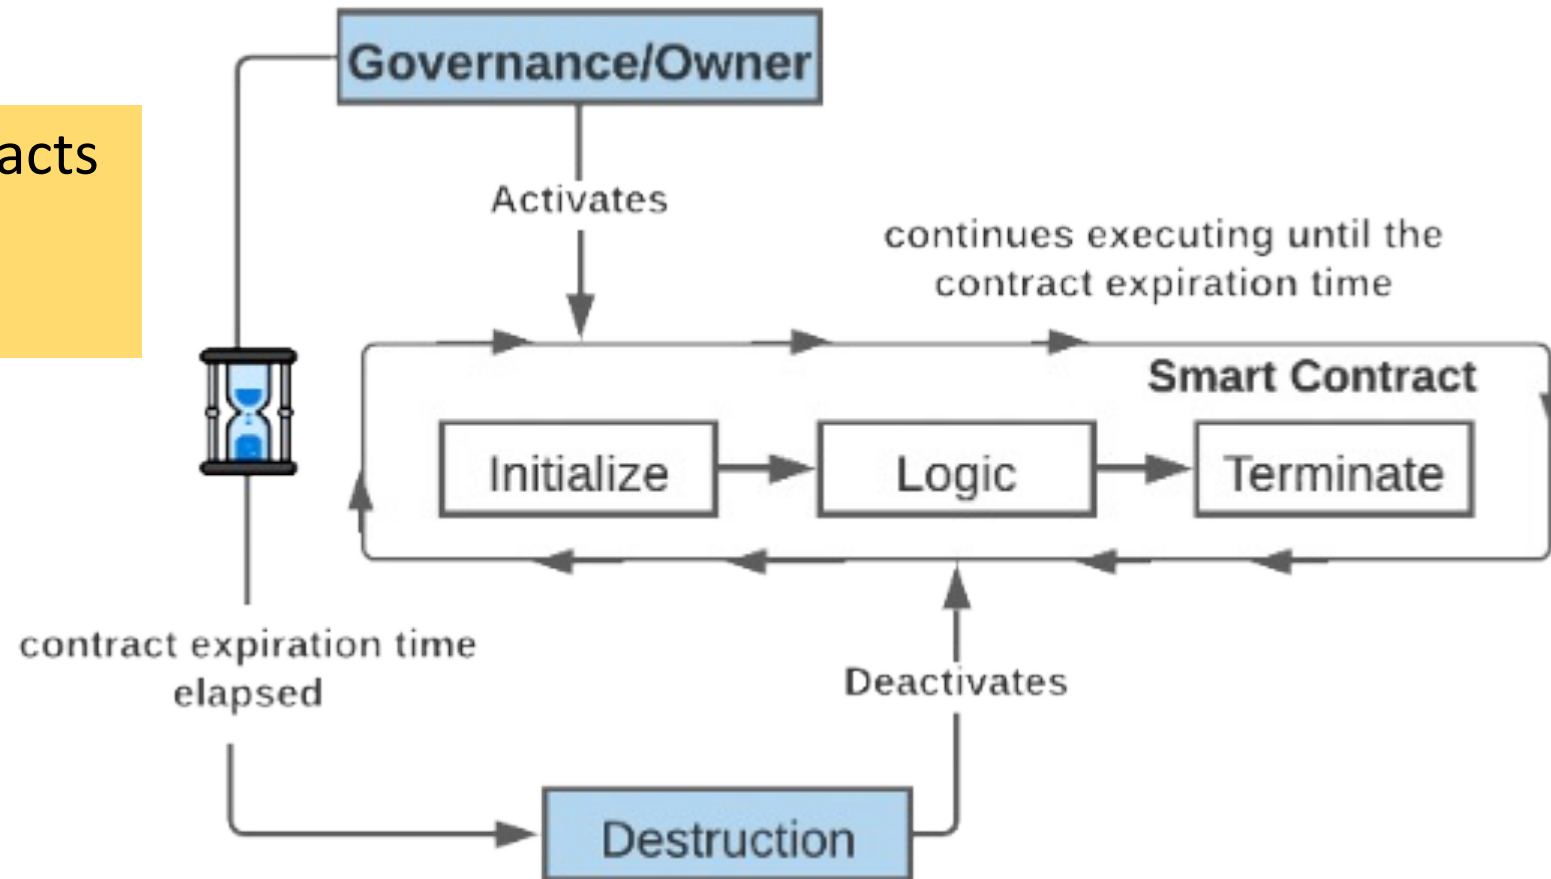 Governance/Owner
acts
Activates
continues executing until the
contract expiration time
Smart Contract
Initialize
Logic
Terminate
contract expiration time
elapsed
Deactivates
Destruction